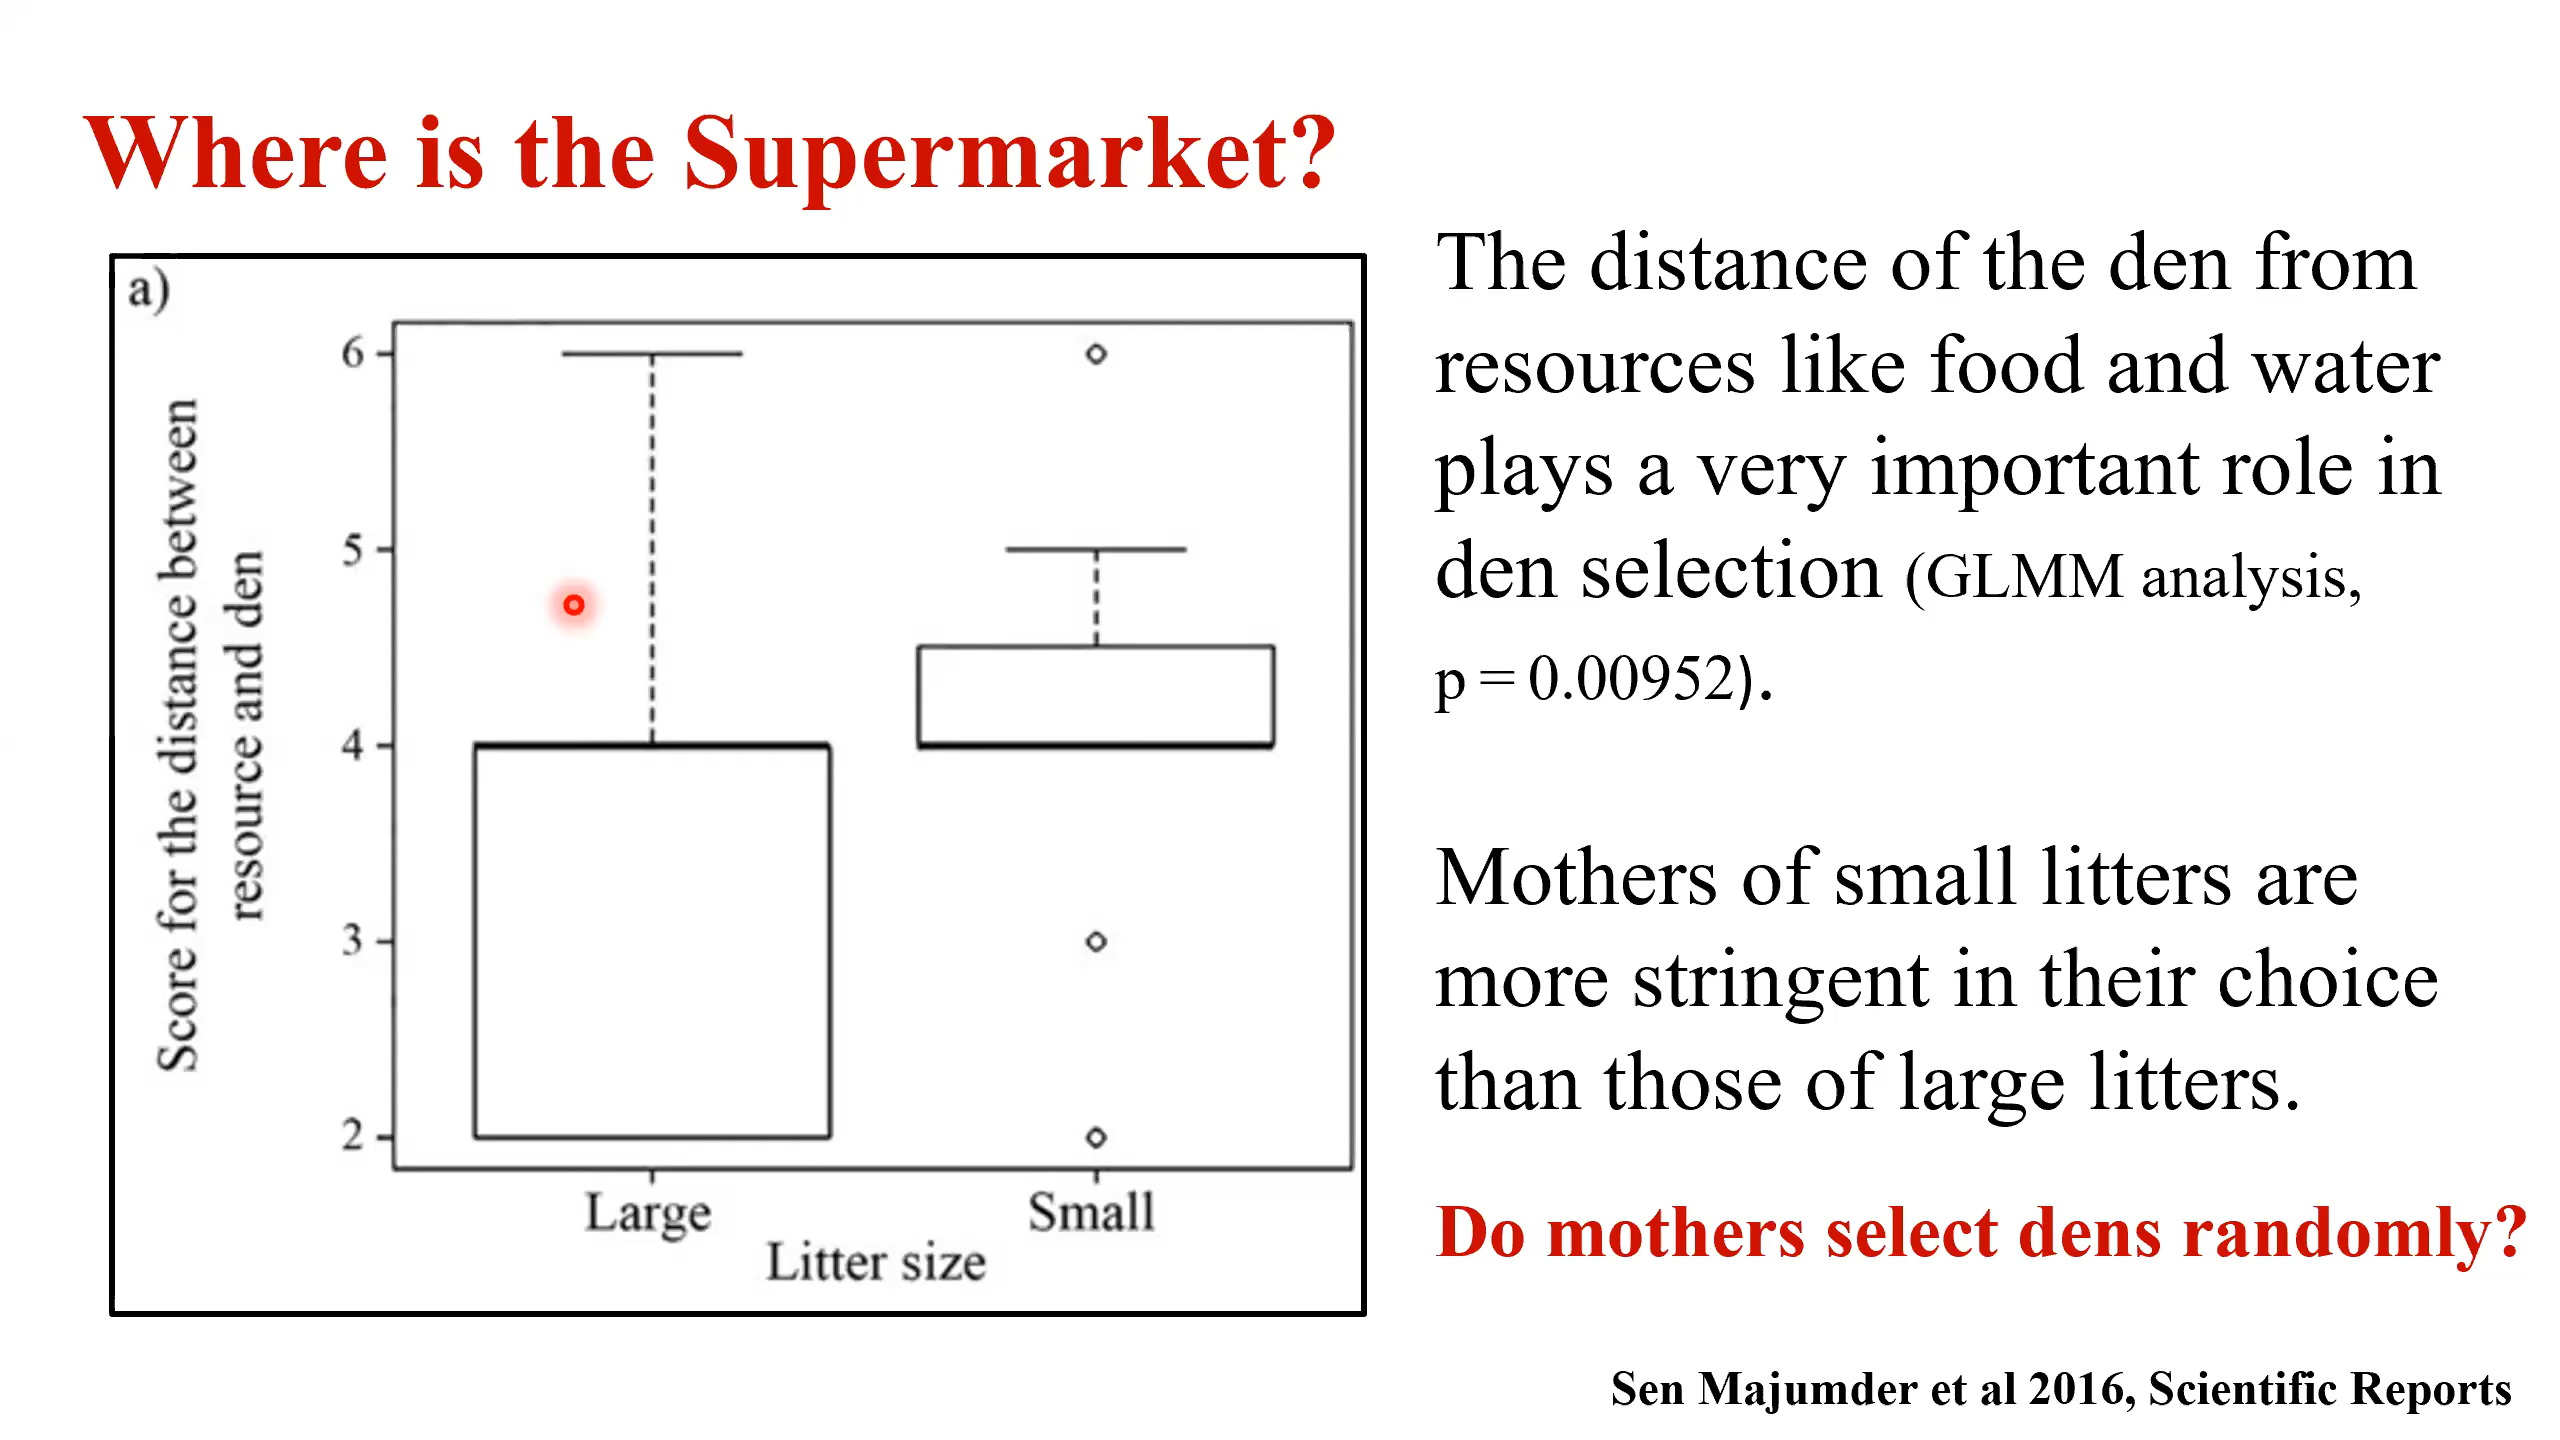 Where is the Supermarket?
a)
Score for the distance between
resource and den
6
5
4
3
2
Large
Small
Litter size
The distance of the den from
resources like food and water
plays a very important role in
den selection (GLMM analysis,
p = 0.00952).
Mothers of small litters are
more stringent in their choice
than those of large litters.
Do mothers select dens randomly?
Sen Majumder et al 2016, Scientific Reports